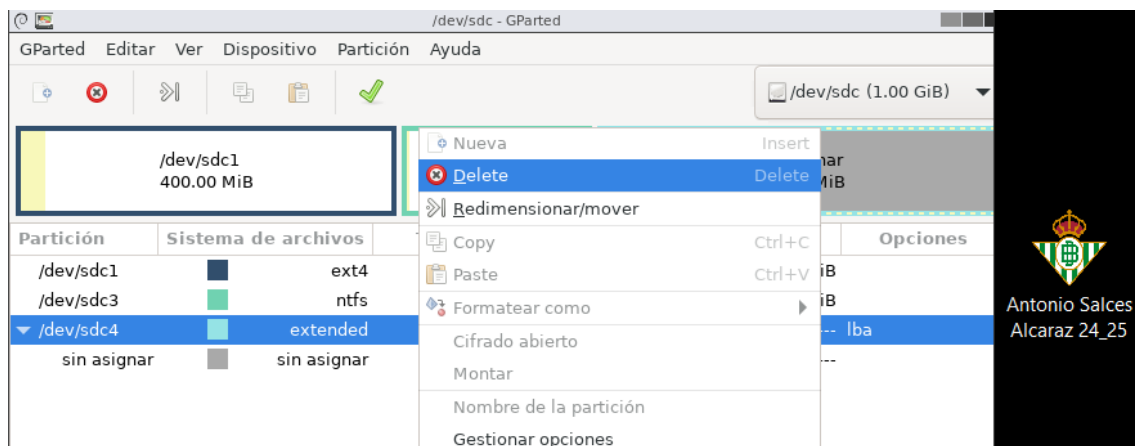 /dev/sdc - GParted
GParted Editar Ver Dispositivo Partición Ayuda
/dev/sdc (1.00 GiB)
/dev/sdc1
400.00 MiB
Nueva Insert
Delete Delete
Redimensionar/mover
Copy Ctrl+C
Paste Ctrl+V
Formatear como
Cifrado abierto
Montar
Nombre de la partición
Gestionar opciones
Partición Sistema de archivos Opciones
/dev/sdc1 ext4
/dev/sdc3 ntfs
/dev/sdc4 extended --- lba
sin asignar sin asignar ---
Antonio Salces
Alcaraz 24_25